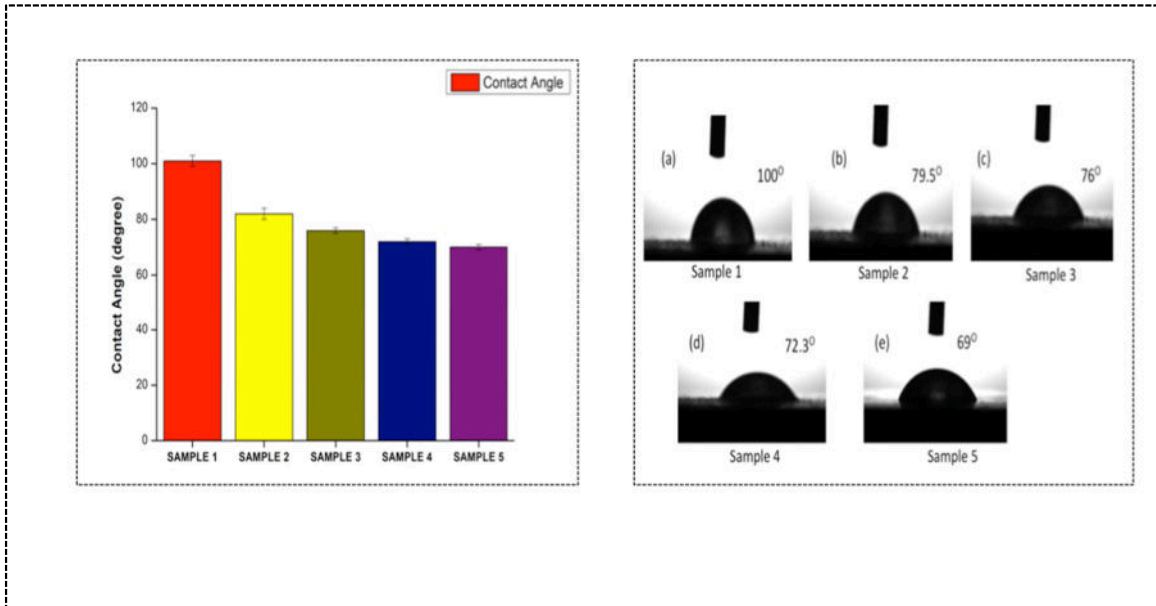 Contact Angle
Contact Angle (degree)
120
100
80
60
40
20
0
SAMPLE 1 SAMPLE 2 SAMPLE 3 SAMPLE 4 SAMPLE 5
(a) 100⁰
Sample 1
(b) 79.5⁰
Sample 2
(c) 76⁰
Sample 3
(d) 72.3⁰
Sample 4
(e) 69⁰
Sample 5